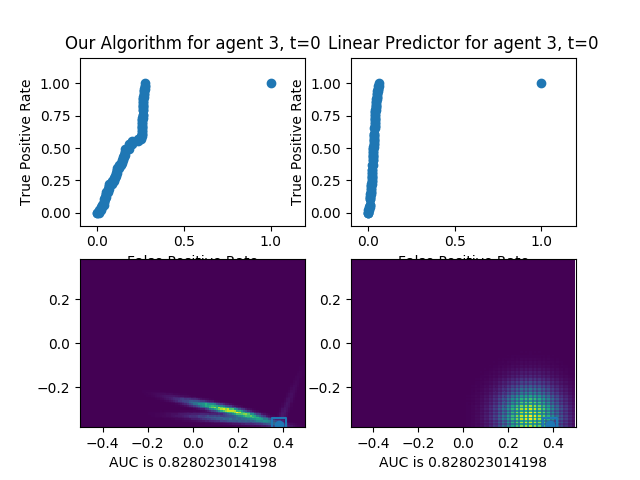 Our Algorithm for agent 3, t=0 Linear Predictor for agent 3, t=0
True Positive Rate
1.00
0.75
0.50
0.25
0.00
0.0 0.5 1.0
False Positive Rate
True Positive Rate
1.00
0.75
0.50
0.25
0.00
0.0 0.5 1.0
False Positive Rate
0.2
0.0
−0.2
−0.4 −0.2 0.0 0.2 0.4
AUC is 0.828023014198
0.2
0.0
−0.2
−0.4 −0.2 0.0 0.2 0.4
AUC is 0.828023014198